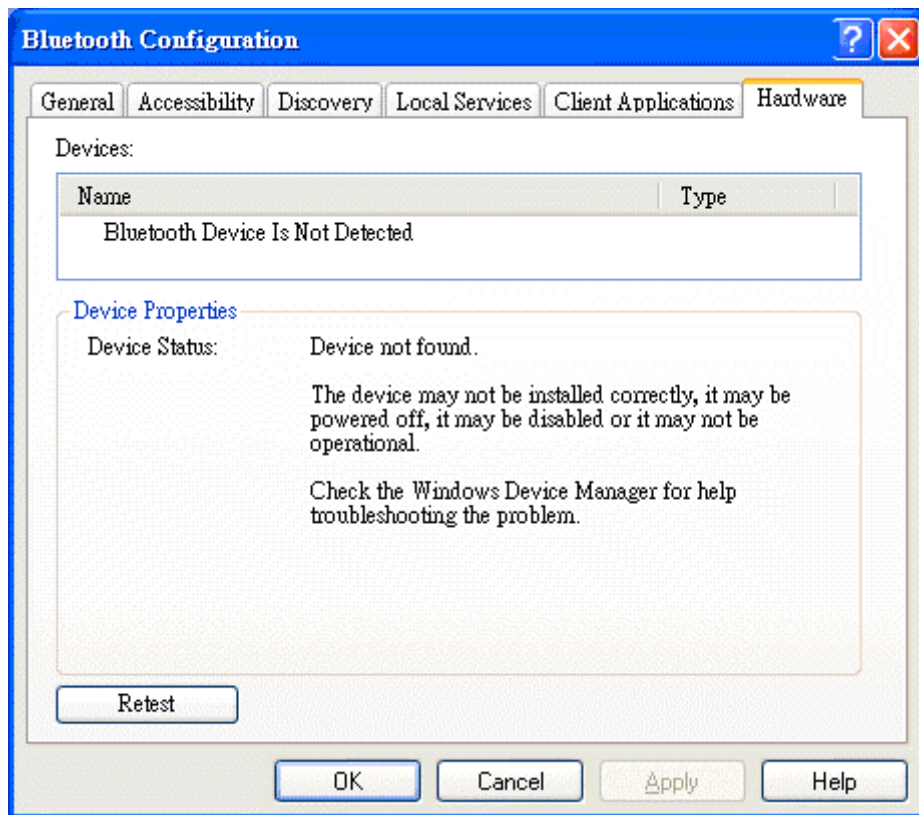 Bluetooth Configuration
General Accessibility Discovery Local Services Client Applications Hardware
Devices:
Name Type
Bluetooth Device Is Not Detected
Device Properties
Device Status: Device not found.
The device may not be installed correctly, it may be
powered off, it may be disabled or it may not be
operational.
Check the Windows Device Manager for help
troubleshooting the problem.
Retest
OK Cancel Apply Help